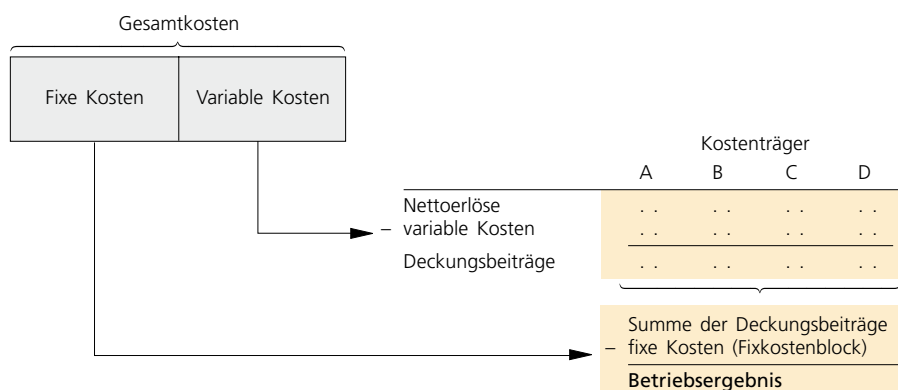 Gesamtkosten
Fixe Kosten Variable Kosten
Kostenträger
A B C D
Nettoerlöse . . . . . . . .
– variable Kosten . . . . . . . .
Deckungsbeiträge . . . . . . . .
Summe der Deckungsbeiträge
– fixe Kosten (Fixkostenblock)
Betriebsergebnis